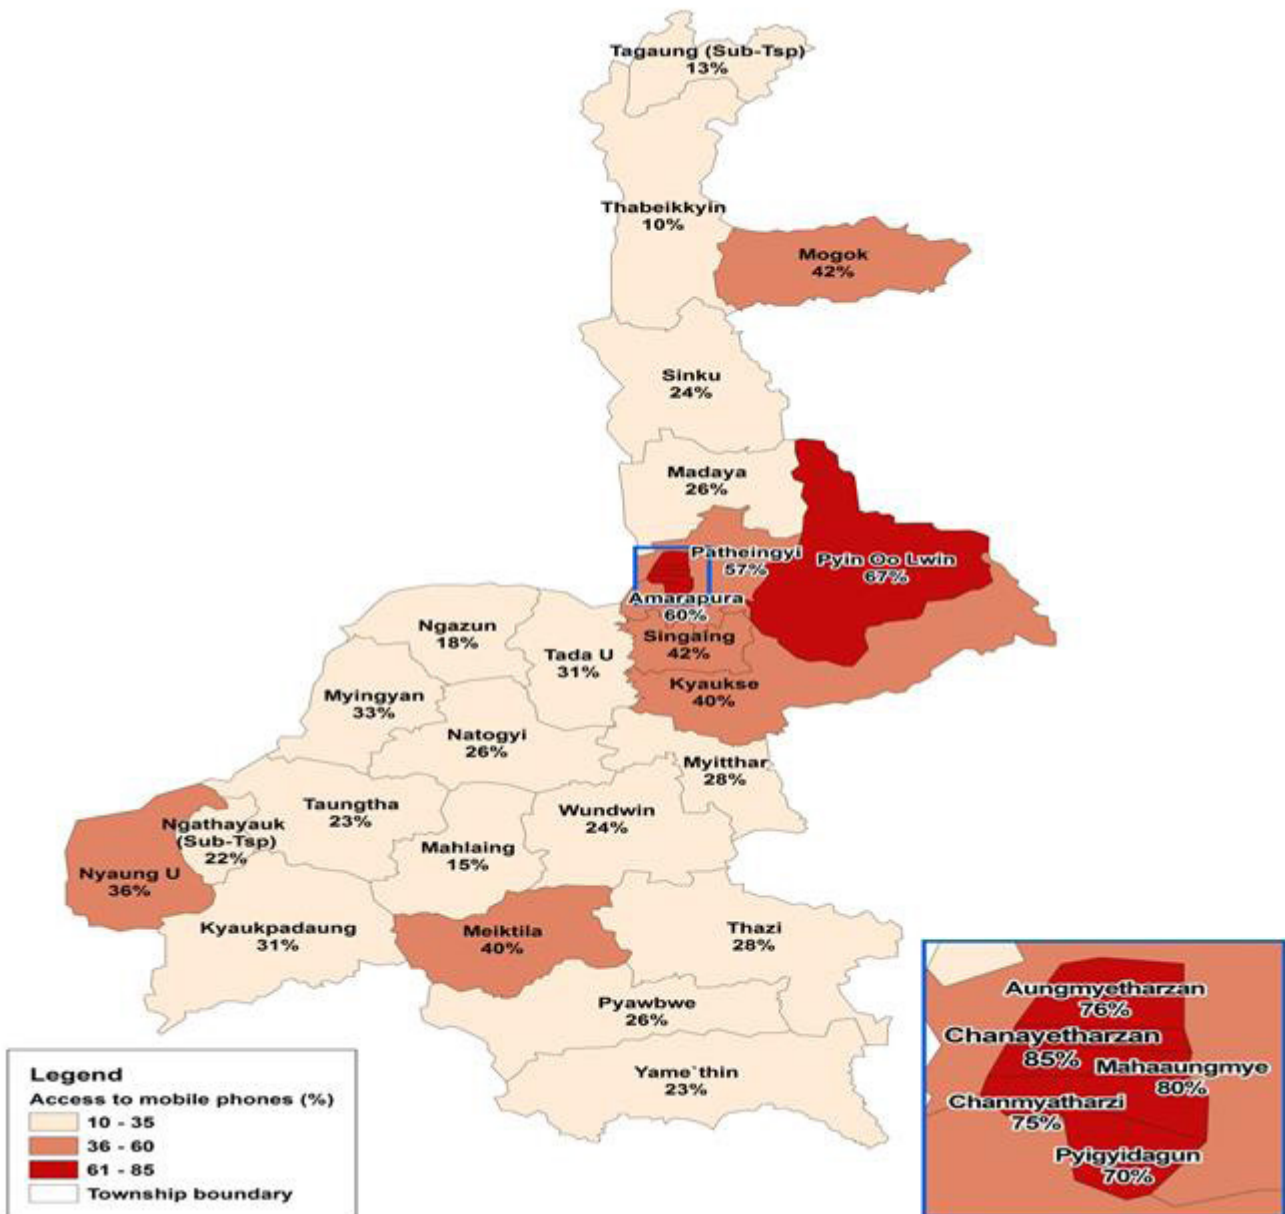 Tagaung (Sub-Tsp)
13%
Thabeikkyin
10%
Mogok
42%
Sinku
24%
Madaya
26%
Patheingyi
57%
Pyin Oo Lwin
67%
Amarapura
60%
Ngazun
18%
Singaing
42%
Tada U
31%
Kyaukse
40%
Myingyan
33%
Natogyi
26%
Myitthar
28%
Taungtha
23%
Wundwin
24%
Ngathayauk
(Sub-Tsp)
22%
Mahlaing
15%
Nyaung U
36%
Kyaukpadaung
31%
Meiktila
40%
Thazi
28%
Pyawbwe
26%
Yame`thin
23%
Aungmyetharzan
76%
Chanayetharzan
85%
Mahaaungmye
80%
Chanmyatharzi
75%
Pyigyidagun
70%
Legend
Access to mobile phones (%)
10 - 35
36 - 60
61 - 85
Township boundary